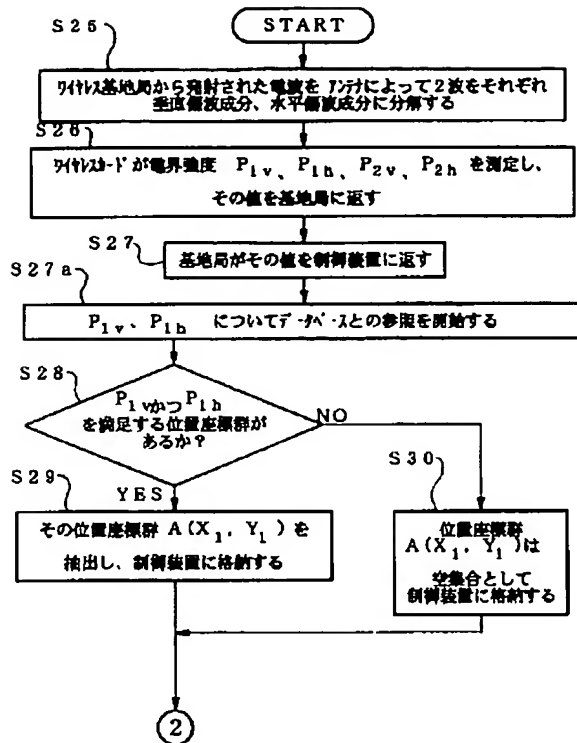 S25
START
ワイヤレス基地局から発射された電波を アンテナによって2波をそれぞれ
垂直偏波成分、水平偏波成分に分解する
S26
ワイヤレスカードが電界強度 P1v、P1h、P2v、P2h を測定し、
その値を基地局に返す
S27
基地局がその値を制御装置に返す
S27a
P1v、P1h についてデータベースとの参照を開始する
S28
P1vかつP1h
を満足する位置座標群が
あるか?
NO
S29
YES
その位置座標群 A(X1, Y1) を
抽出し、制御装置に格納する
S30
位置座標群
A(X1, Y1)は
空集合として
制御装置に格納する
2